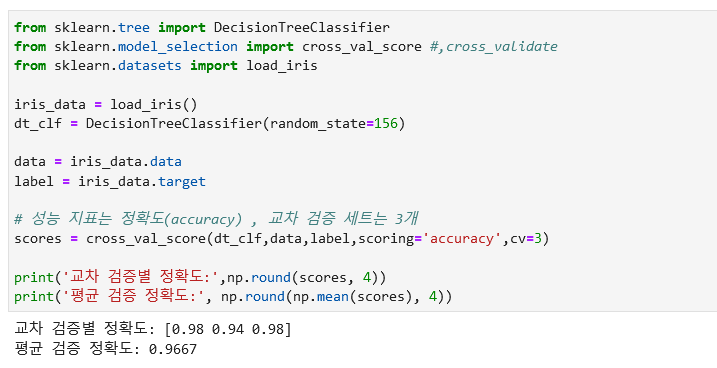 from sklearn.tree import DecisionTreeClassifier
from sklearn.model_selection import cross_val_score #,cross_validate
from sklearn.datasets import load_iris
iris_data = load_iris()
dt_clf = DecisionTreeClassifier(random_state=156)
data = iris_data.data
label = iris_data.target
# 성능 지표는 정확도(accuracy) , 교차 검증 세트는 3개
scores = cross_val_score(dt_clf,data,label,scoring='accuracy',cv=3)
print('교차 검증별 정확도:',np.round(scores, 4))
print('평균 검증 정확도:', np.round(np.mean(scores), 4))
교차 검증별 정확도: [0.98 0.94 0.98]
평균 검증 정확도: 0.9667